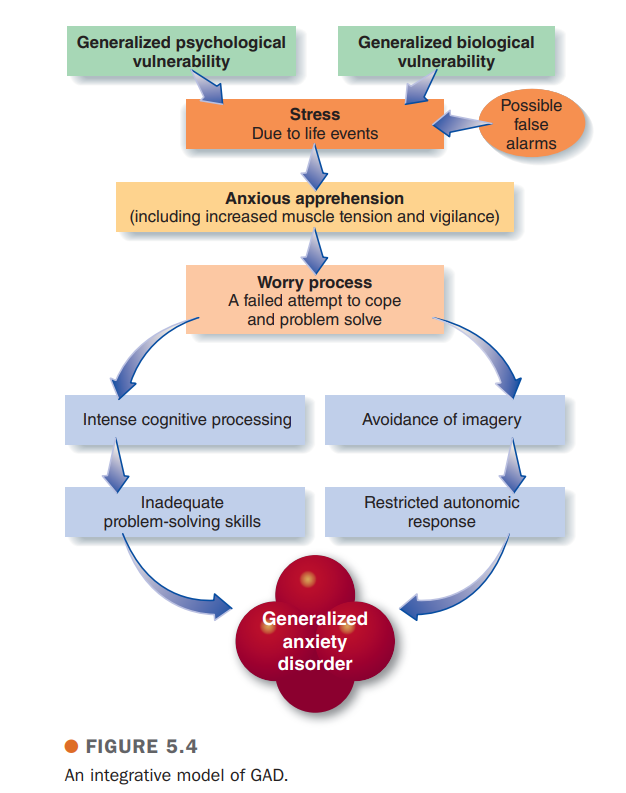 Generalized psychological
vulnerability
Generalized biological
vulnerability
Stress
Due to life events
Possible
false
alarms
Anxious apprehension
(including increased muscle tension and vigilance)
Worry process
A failed attempt to cope
and problem solve
Intense cognitive processing
Avoidance of imagery
Inadequate
problem-solving skills
Restricted autonomic
response
Generalized
anxiety
disorder
FIGURE 5.4
An integrative model of GAD.